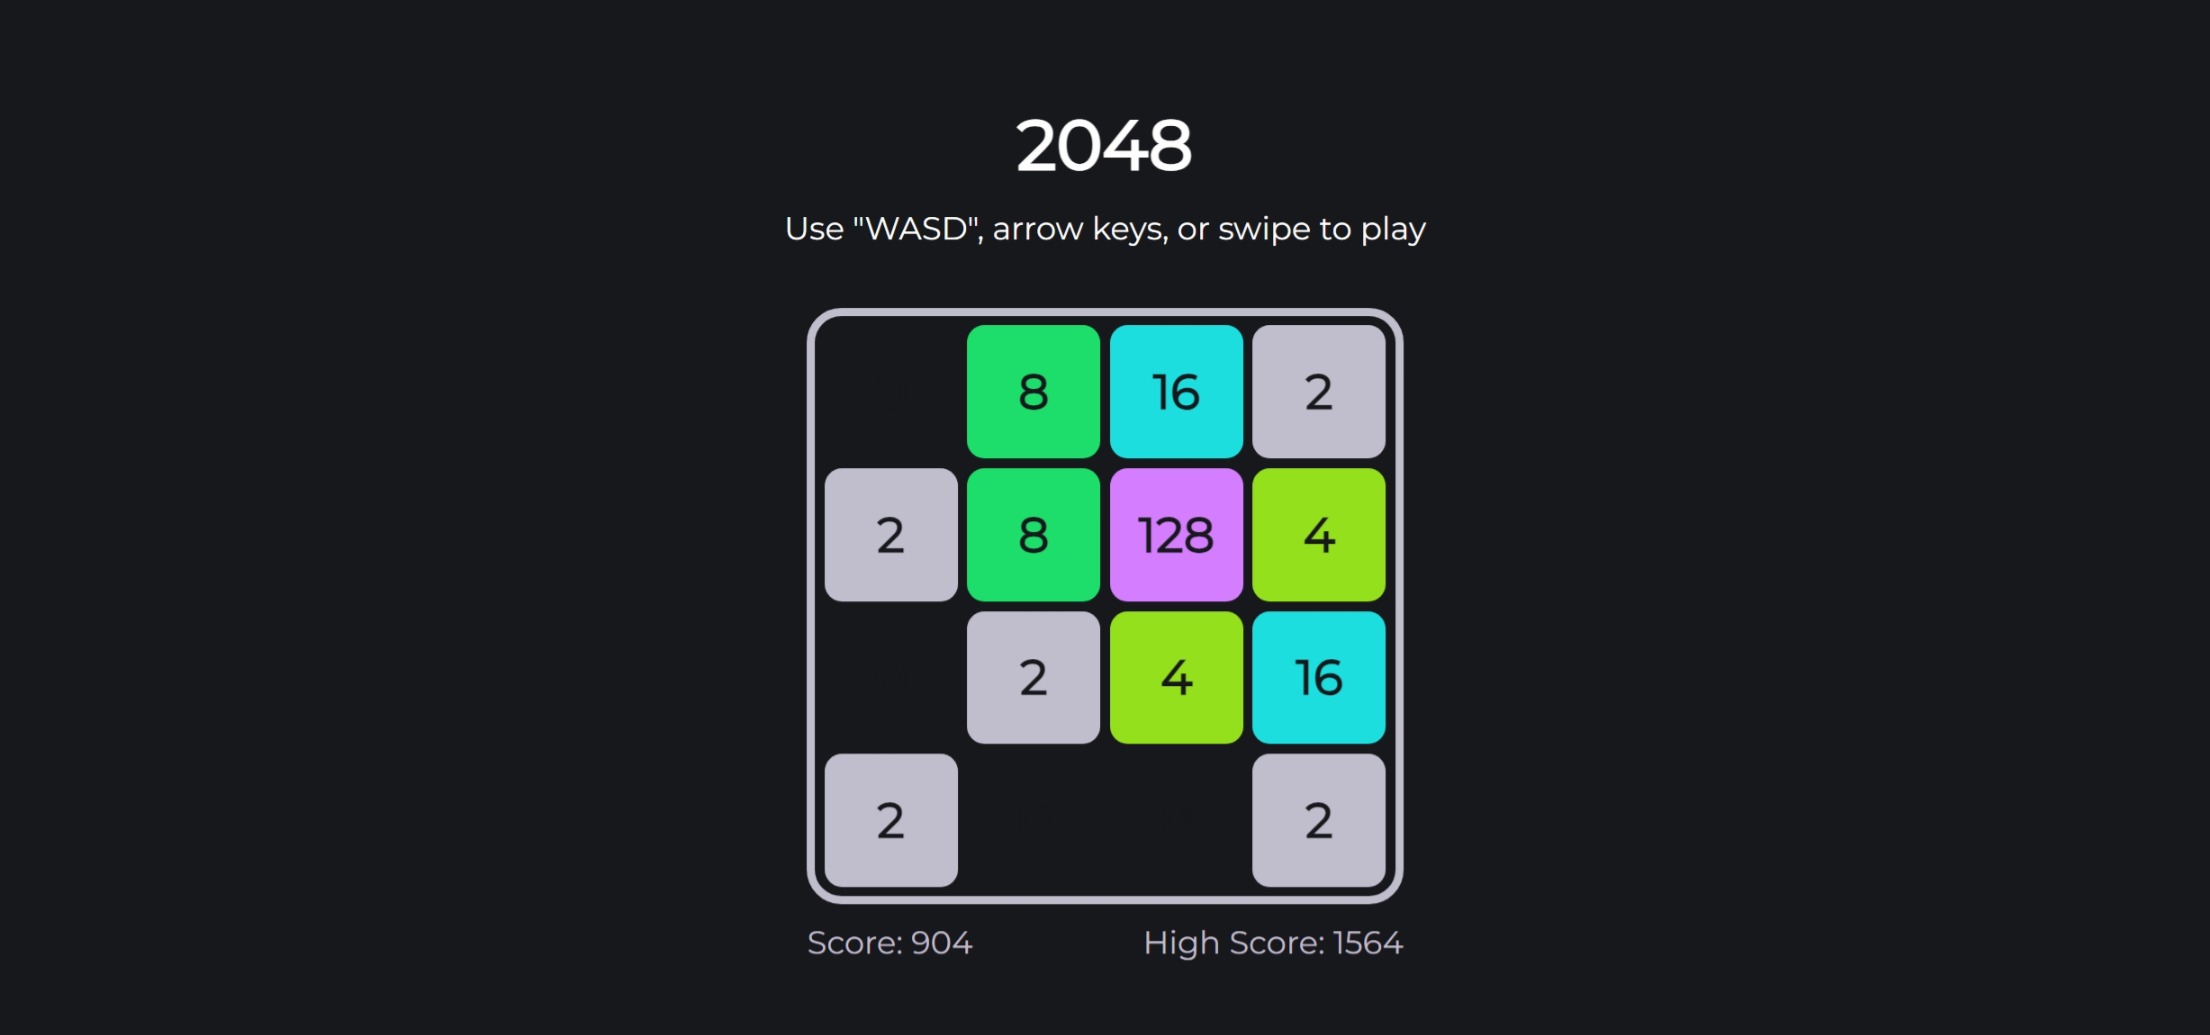 2048
Use "WASD", arrow keys, or swipe to play
8 16 2
2 8 128 4
2 4 16
2 2
Score: 904 High Score: 1564